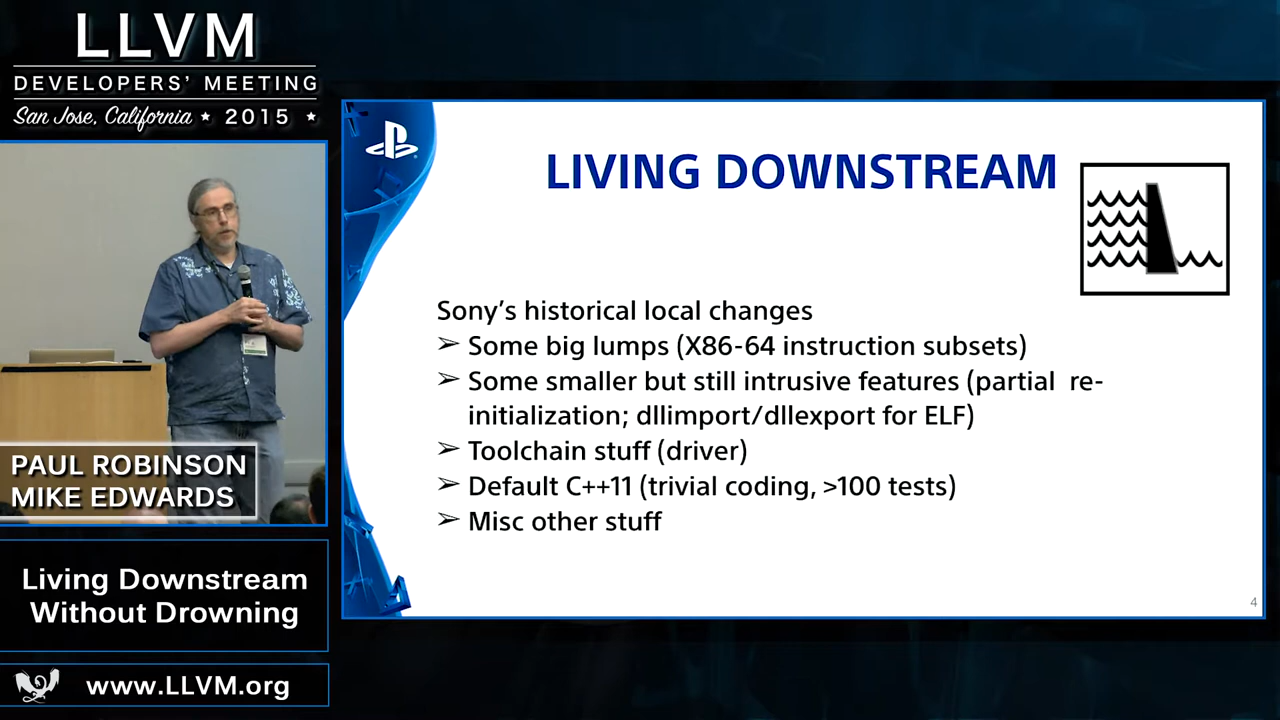 LLVM
DEVELOPERS' MEETING
San Jose, California ★ 2015 ★
LIVING DOWNSTREAM
Sony's historical local changes
➢ Some big lumps (X86-64 instruction subsets)
➢ Some smaller but still intrusive features (partial re-
initialization; dllimport/dllexport for ELF)
➢ Toolchain stuff (driver)
➢ Default C++11 (trivial coding, >100 tests)
➢ Misc other stuff
4
PAUL ROBINSON
MIKE EDWARDS
Living Downstream
Without Drowning
www.LLVM.org